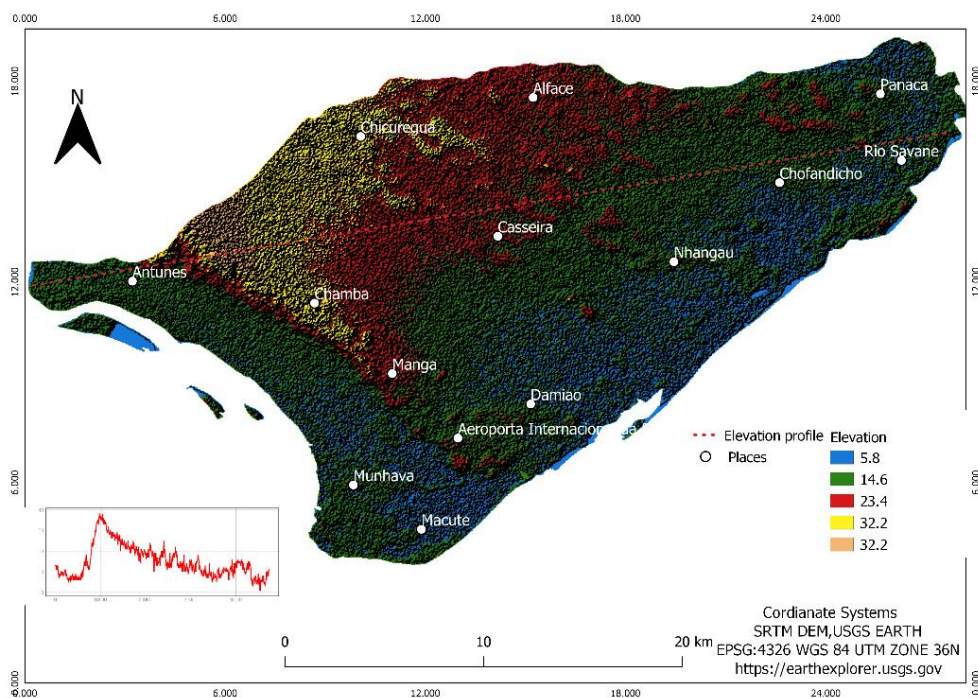 0.000 6.000 12.000 18.000 24.000
18.000 18.000
N
Panaca
Alface
Chicuregua
Rio Savane
Chofandicho
Casseira
Nhangau
12.000 Antunes 12.000
Chamba
Manga
Damiao
Aeroporta Internacional da
Elevation profile
Places
Elevation
5.8
14.6
23.4
32.2
32.2
6.000 6.000
Munhava
Macute
0 10 20 km
Cordianate Systems
SRTM DEM,USGS EARTH
EPSG:4326 WGS 84 UTM ZONE 36N
https://earthexplorer.usgs.gov
0.000 6.000 12.000 18.000 24.000